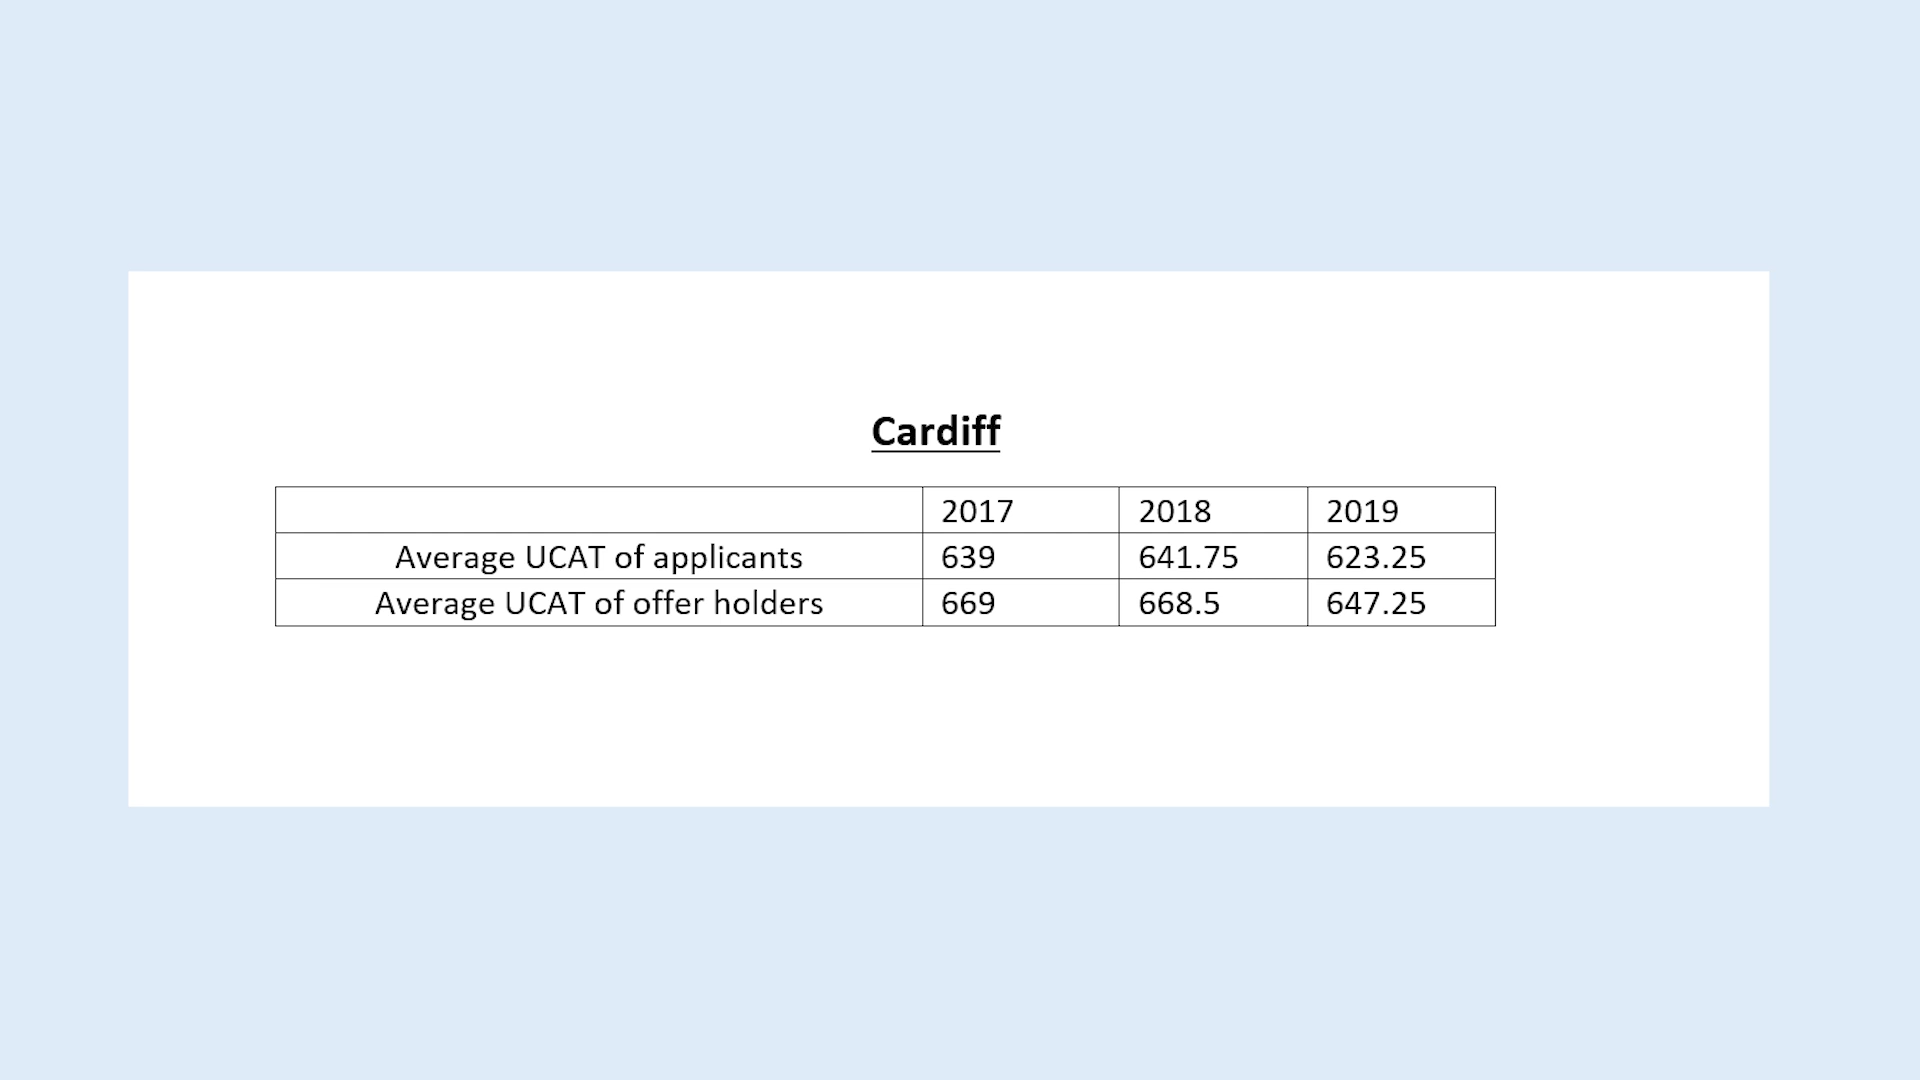 Cardiff
2017 2018 2019
Average UCAT of applicants 639 641.75 623.25
Average UCAT of offer holders 669 668.5 647.25